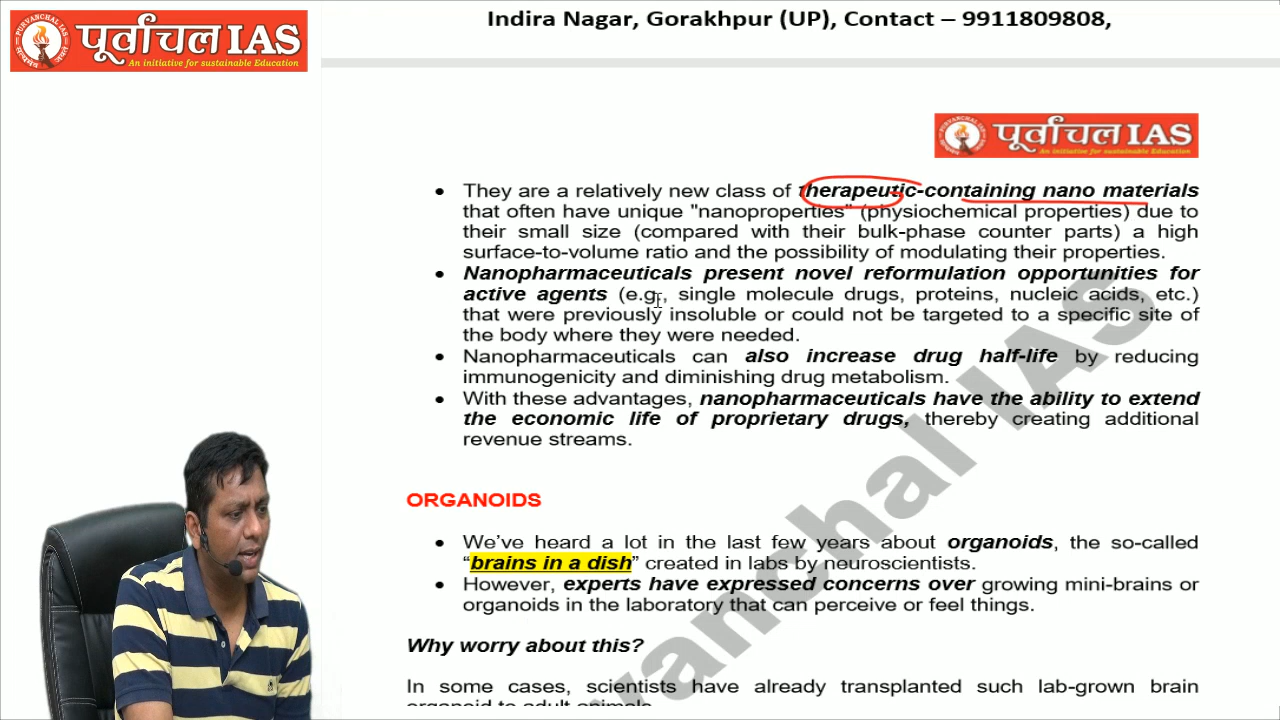 Indira Nagar, Gorakhpur (UP), Contact – 9911809808,
पूर्वांचल IAS
An initiative for sustainable Education
पूर्वांचल IAS
An initiative for sustainable Education
• They are a relatively new class of therapeutic-containing nano materials
that often have unique "nanoproperties" (physiochemical properties) due to
their small size (compared with their bulk-phase counter parts) a high
surface-to-volume ratio and the possibility of modulating their properties.
• Nanopharmaceuticals present novel reformulation opportunities for
active agents (e.g., single molecule drugs, proteins, nucleic acids, etc.)
that were previously insoluble or could not be targeted to a specific site of
the body where they were needed.
• Nanopharmaceuticals can also increase drug half-life by reducing
immunogenicity and diminishing drug metabolism.
• With these advantages, nanopharmaceuticals have the ability to extend
the economic life of proprietary drugs, thereby creating additional
revenue streams.
ORGANOIDS
• We've heard a lot in the last few years about organoids, the so-called
“brains in a dish” created in labs by neuroscientists.
• However, experts have expressed concerns over growing mini-brains or
organoids in the laboratory that can perceive or feel things.
Why worry about this?
In some cases, scientists have already transplanted such lab-grown brain
organoid to adult animals.